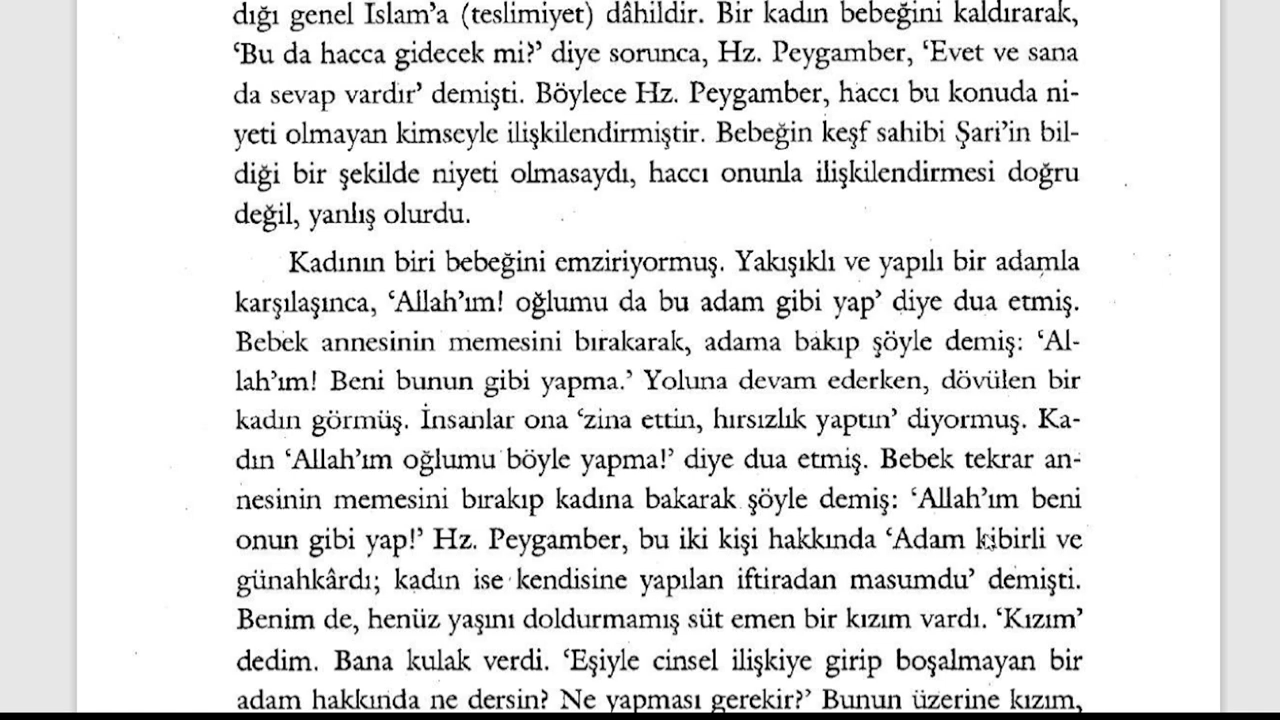 dığı genel İslam’a (teslimiyet) dâhildir. Bir kadın bebeğini kaldırarak,
‘Bu da hacca gidecek mi?’ diye sorunca, Hz. Peygamber, ‘Evet ve sana
da sevap vardır’ demişti. Böylece Hz. Peygamber, haccı bu konuda ni-
yeti olmayan kimseyle ilişkilendirmiştir. Bebeğin keşf sahibi Şari’in bil-
diği bir şekilde niyeti olmasaydı, haccı onunla ilişkilendirmesi doğru
değil, yanlış olurdu.
Kadının biri bebeğini emziriyormuş. Yakışıklı ve yapılı bir adamla
karşılaşınca, ‘Allah’ım! oğlumu da bu adam gibi yap’ diye dua etmiş.
Bebek annesinin memesini bırakarak, adama bakıp şöyle demiş: ‘Al-
lah’ım! Beni bunun gibi yapma.’ Yoluna devam ederken, dövülen bir
kadın görmüş. İnsanlar ona ‘zina ettin, hırsızlık yaptın’ diyormuş. Ka-
dın ‘Allah’ım oğlumu böyle yapma!’ diye dua etmiş. Bebek tekrar an-
nesinin memesini bırakıp kadına bakarak şöyle demiş: ‘Allah’ım beni
onun gibi yap!’ Hz. Peygamber, bu iki kişi hakkında ‘Adam kibirli ve
günahkârdı; kadın ise kendisine yapılan iftiradan masumdu’ demişti.
Benim de, henüz yaşını doldurmamış süt emen bir kızım vardı. ‘Kızım’
dedim. Bana kulak verdi. ‘Eşiyle cinsel ilişkiye girip boşalmayan bir
adam hakkında ne dersin? Ne yapması gerekir?’ Bunun üzerine kızım,